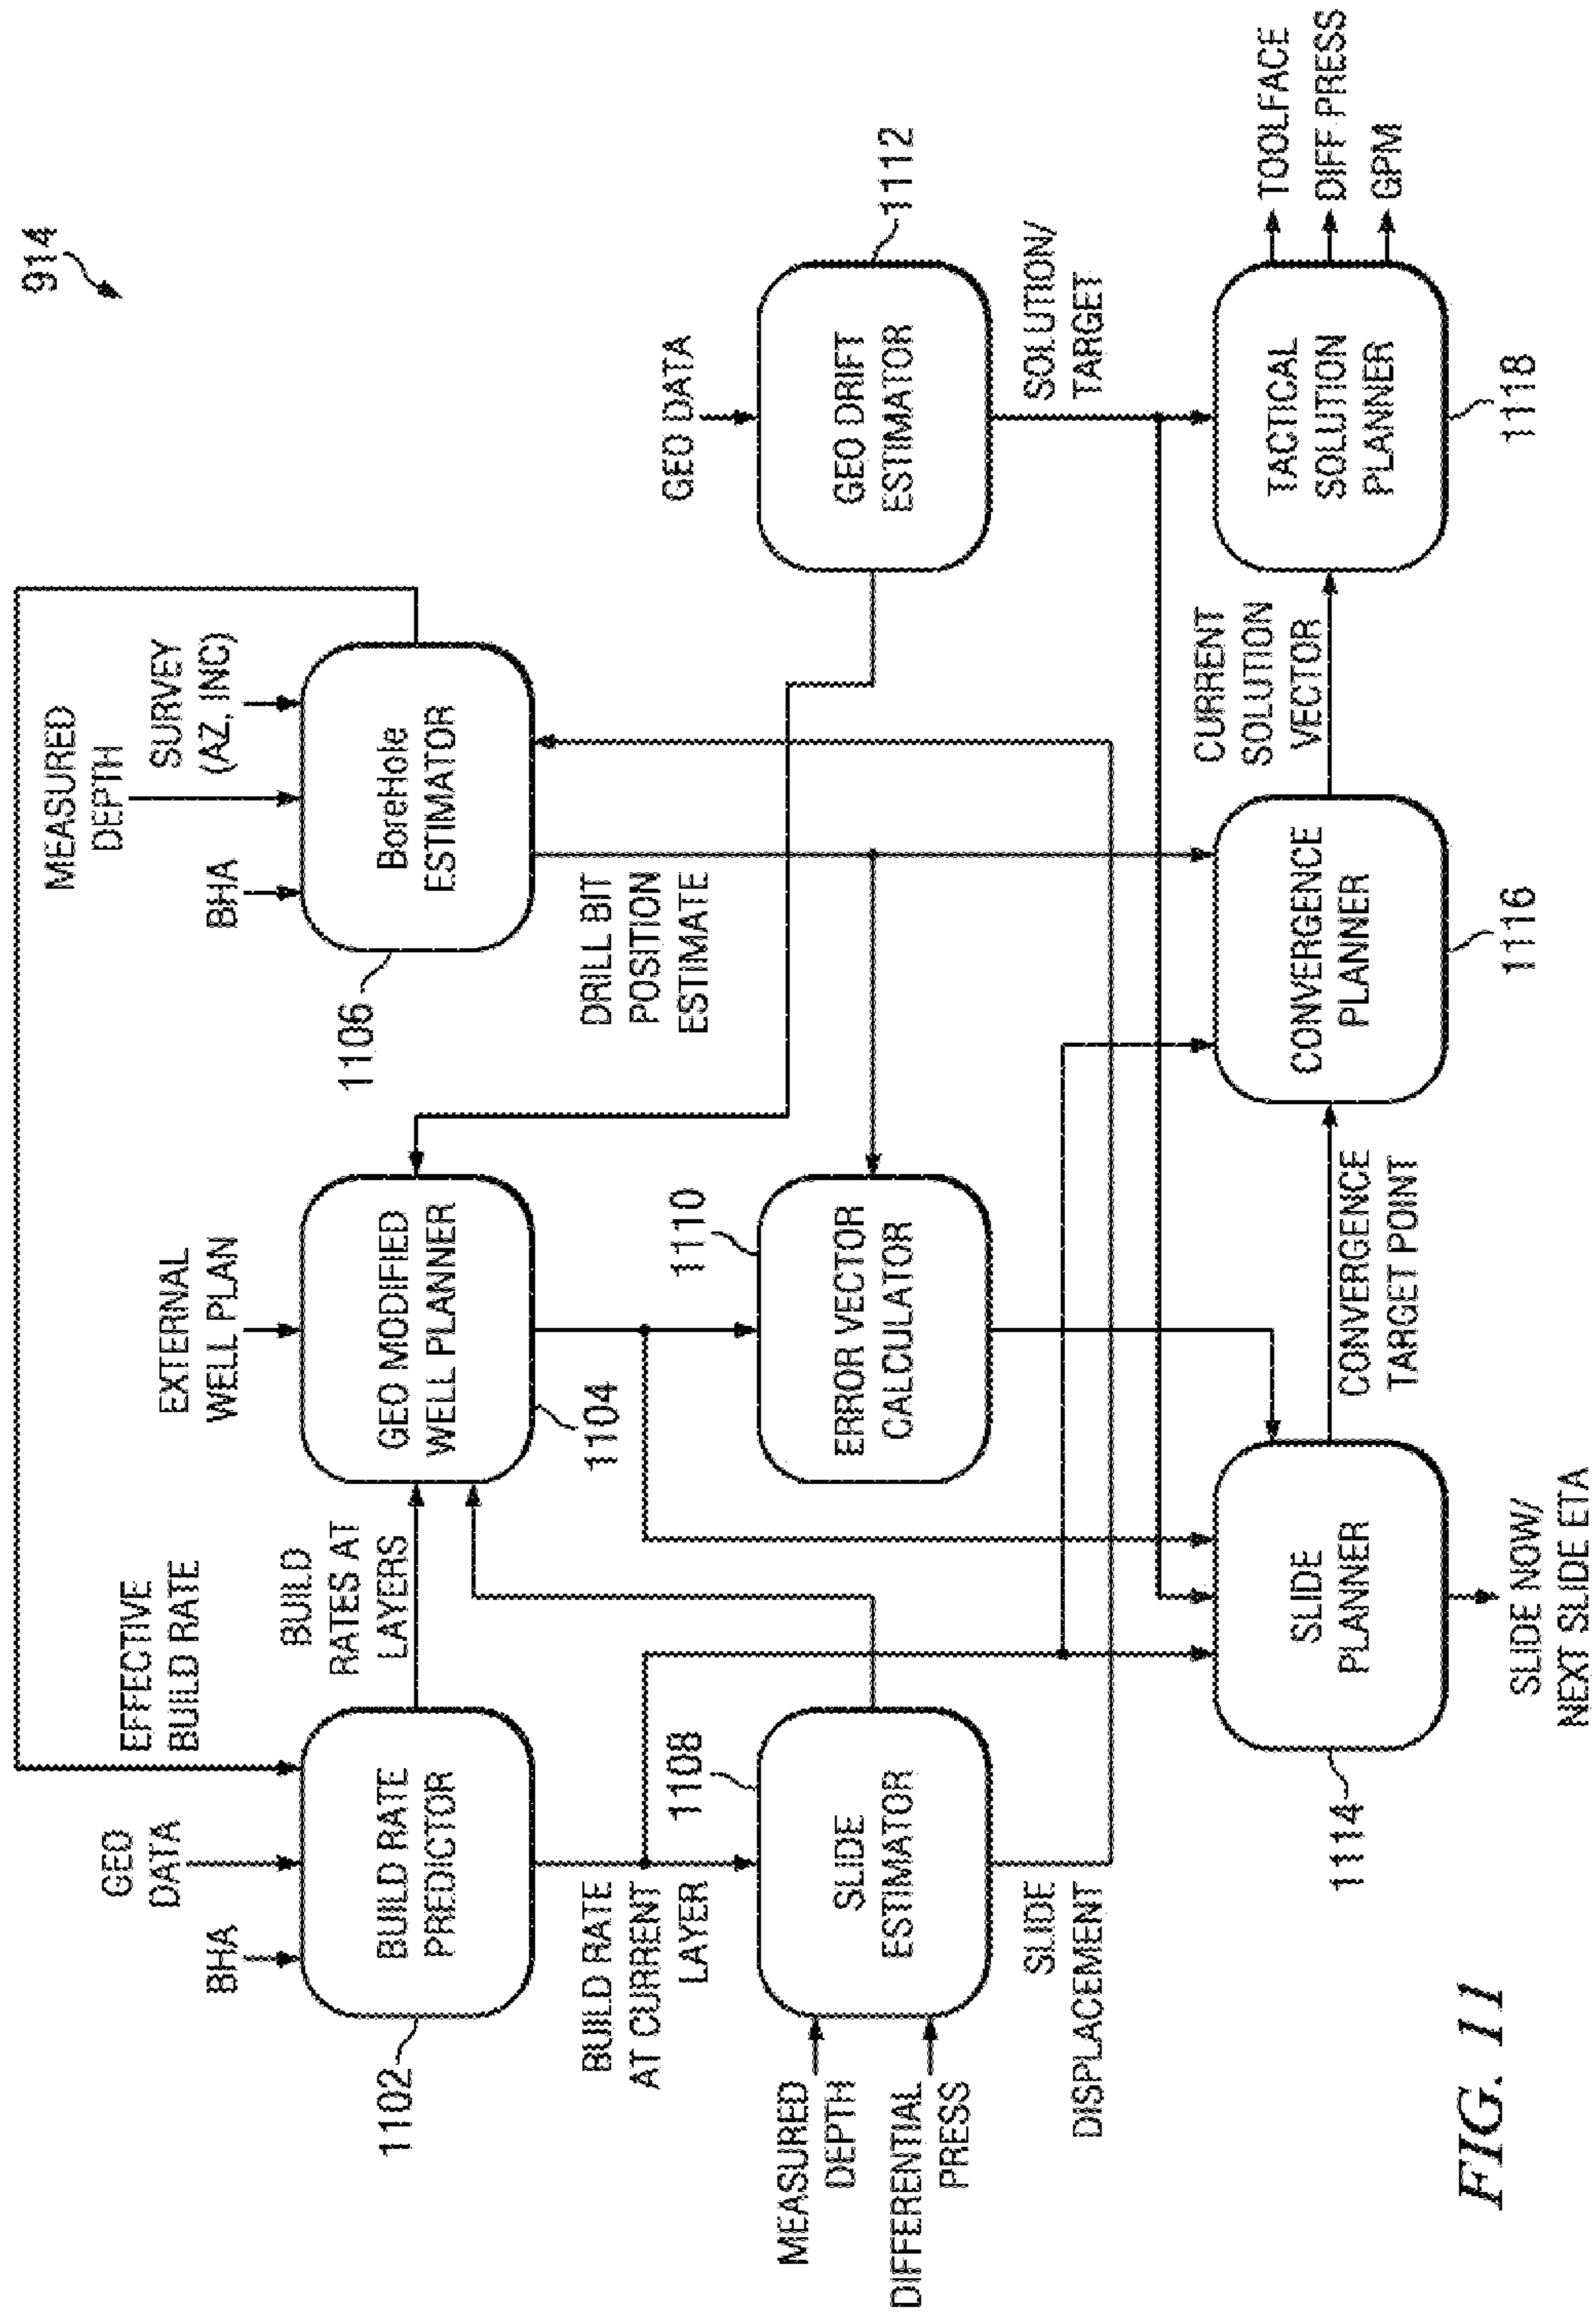 914
EFFECTIVE
BUILD RATE
BHA
GEO
DATA
BUILD RATE
PREDICTOR
1102
BUILD
RATES AT
LAYERS
EXTERNAL
WELL PLAN
GEO MODIFIED
WELL PLANNER
1104
BHA
MEASURED
DEPTH
SURVEY
(AZ, INC)
BoreHole
ESTIMATOR
1106
BUILD RATE
AT CURRENT
LAYER
DRILL BIT
POSITION
ESTIMATE
MEASURED
DEPTH
DIFFERENTIAL
PRESS
SLIDE
ESTIMATOR
1108
ERROR VECTOR
CALCULATOR
1110
GEO DATA
GEO DRIFT
ESTIMATOR
1112
SLIDE
DISPLACEMENT
SOLUTION/
TARGET
SLIDE
PLANNER
1114
SLIDE NOW/
NEXT SLIDE ETA
CONVERGENCE
TARGET POINT
CONVERGENCE
PLANNER
1116
CURRENT
SOLUTION
VECTOR
TACTICAL
SOLUTION
PLANNER
1118
TOOLFACE
DIFF PRESS
GPM
FIG. 11